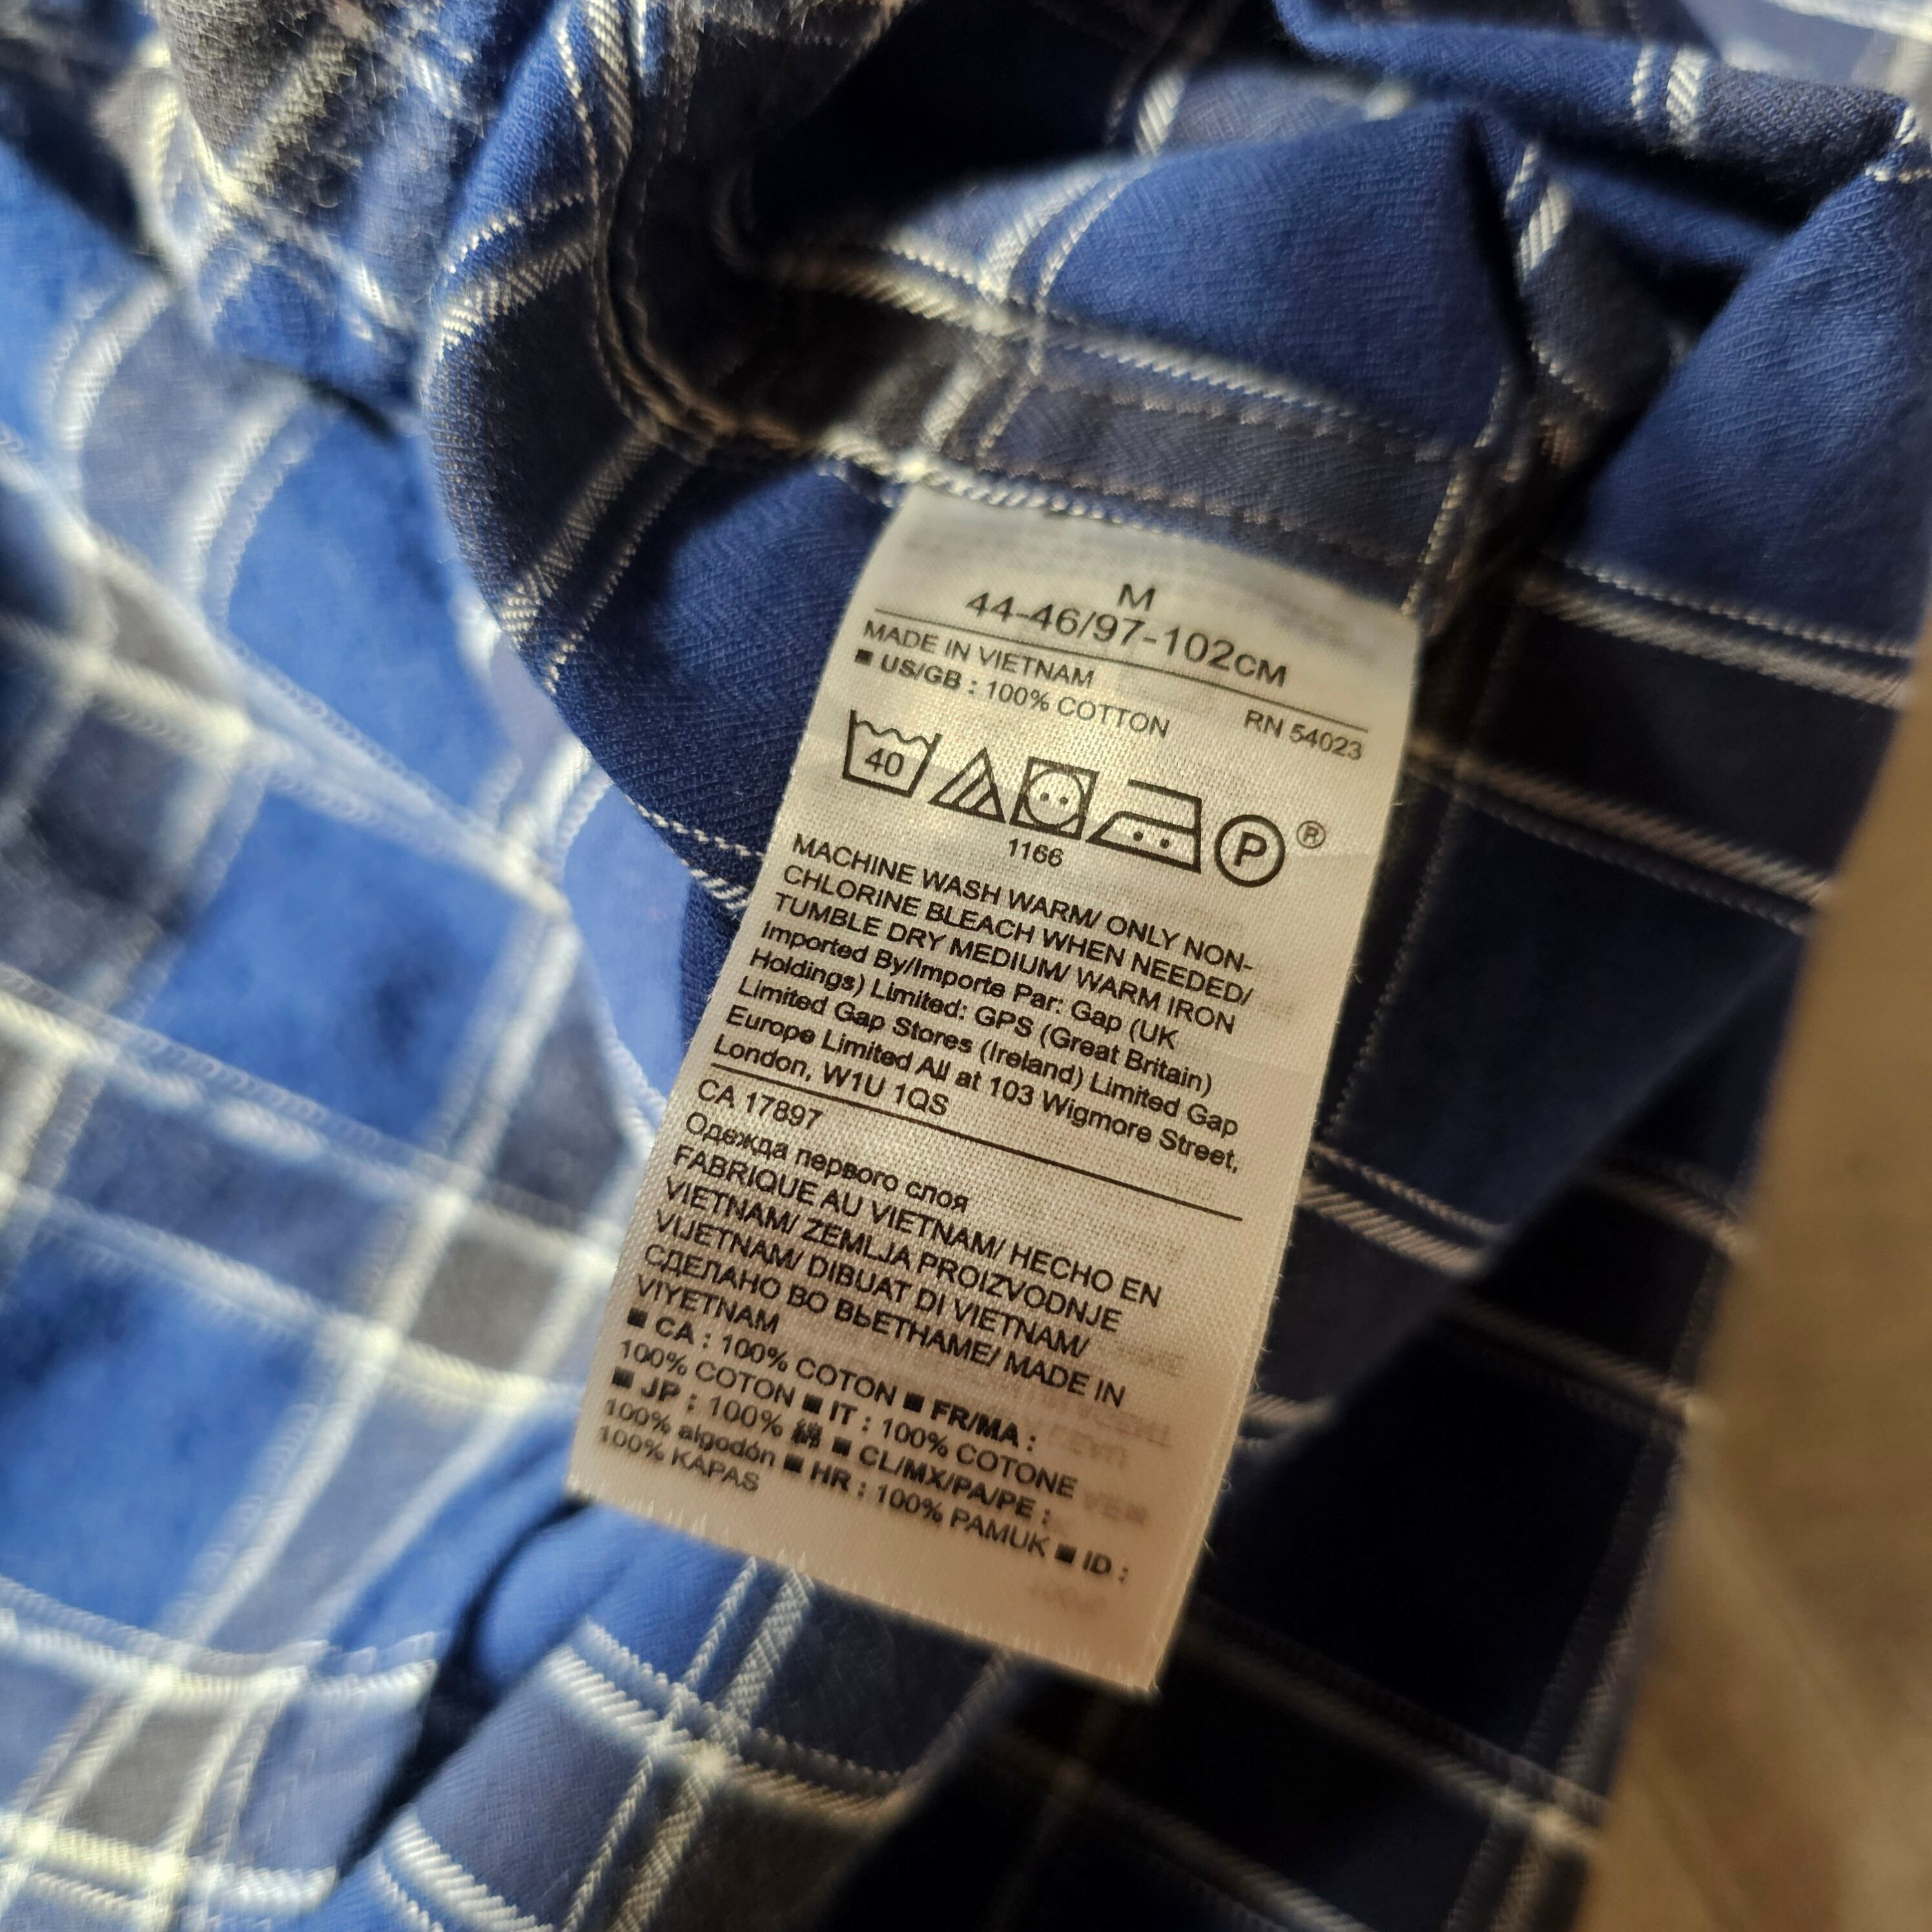 M
44-46/97-102CM
MADE IN VIETNAM
■ US/GB : 100% COTTON
RN 54023
40
P ®
1166
MACHINE WASH WARM/ ONLY NON-
CHLORINE BLEACH WHEN NEEDED/
TUMBLE DRY MEDIUM/ WARM IRON
Imported By/Importe Par: Gap (UK
Holdings) Limited: GPS (Great Britain)
Limited Gap Stores (Ireland) Limited Gap
Europe Limited All at 103 Wigmore Street,
London, W1U 1QS
CA 17897
Одежда первого слоя
FABRIQUE AU VIETNAM/ HECHO EN
VIETNAM/ ZEMLJA PROIZVODNJE
VIJETNAM/ DIBUAT DI VIETNAM/
СДЕЛАНО ВО ВЬЕТНАМЕ/ MADE IN
VIYETNAM
■ CA : 100% COTON ■ FR/MA :
100% COTON ■ IT : 100% COTONE
■ JP : 100% 綿 ■ CL/MX/PA/PE :
100% algodón ■ HR : 100% PAMUK ■ ID :
100% KAPAS